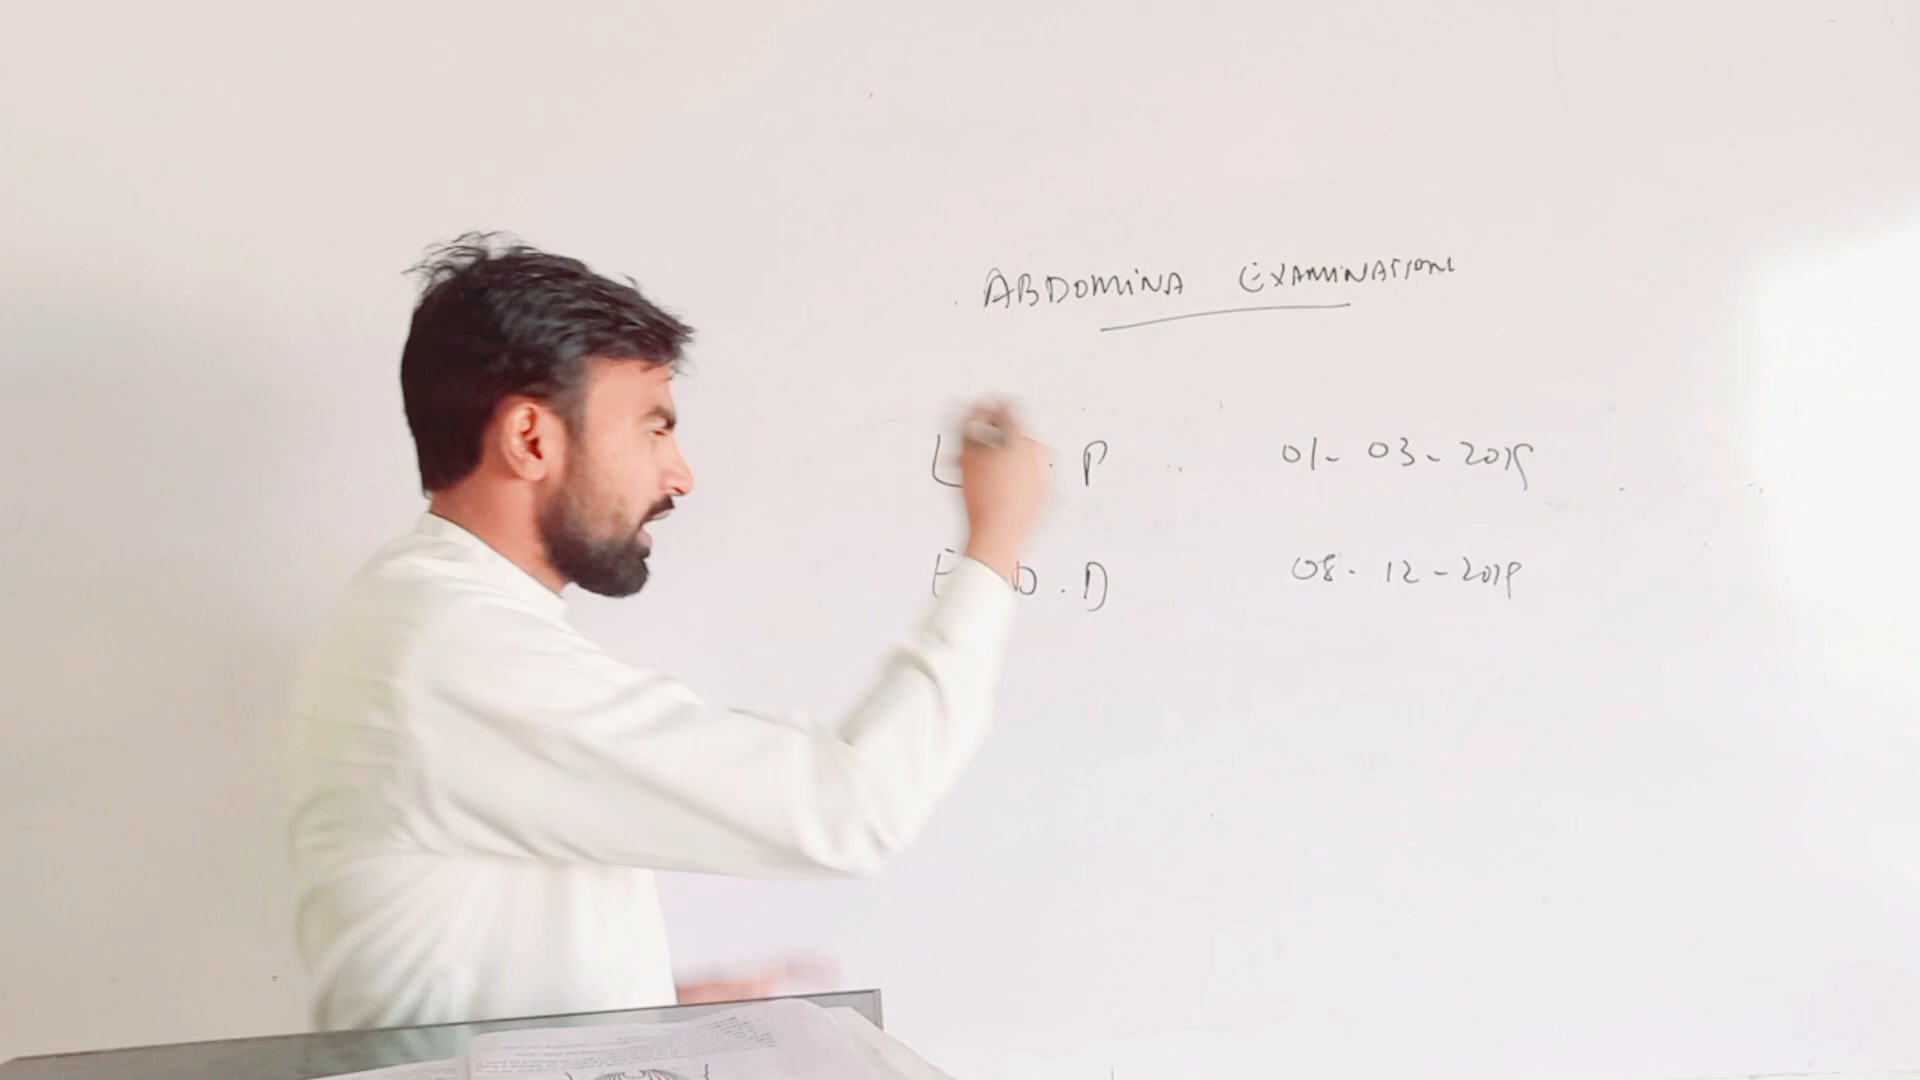 ABDOMINA EXAMINATION
L . P .. 01- 03- 2019
E D . D 08- 12 - 2019